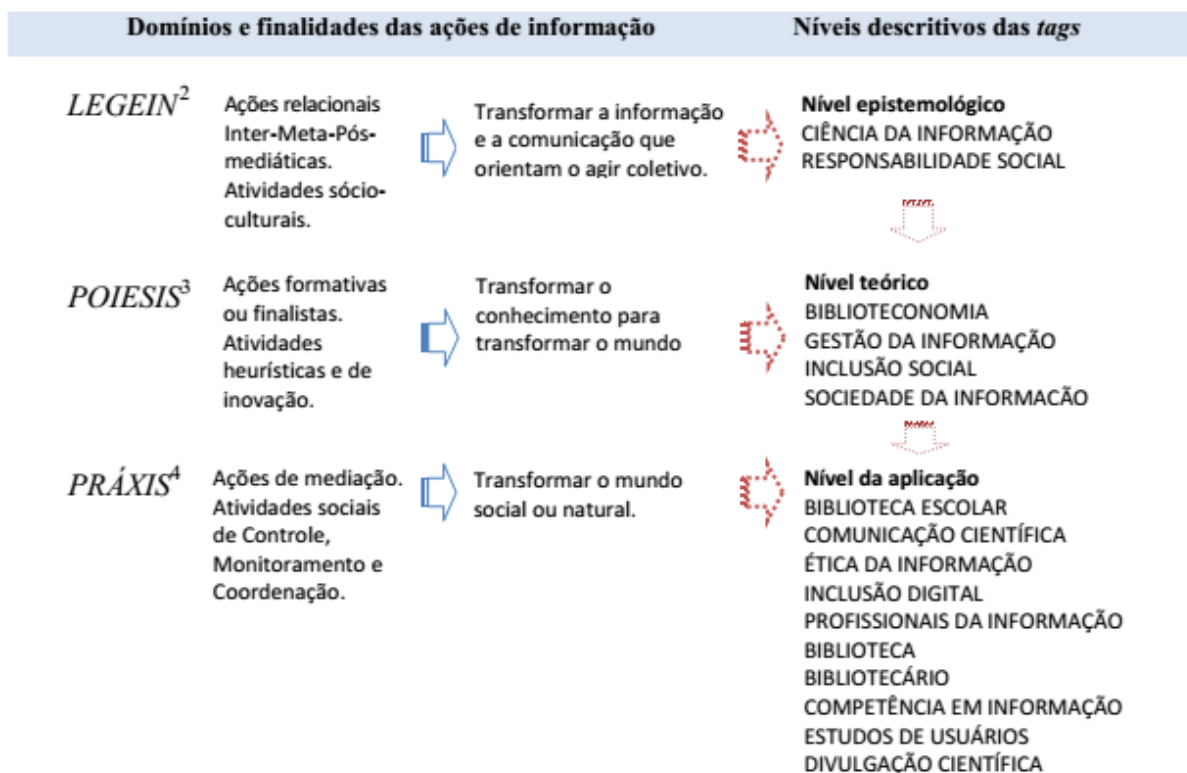 Domínios e finalidades das ações de informação
Níveis descritivos das tags
LEGEIN²
Ações relacionais
Inter-Meta-Pós-
mediáticas.
Atividades sócio-
culturais.
Transformar a informação
e a comunicação que
orientam o agir coletivo.
Nível epistemológico
CIÊNCIA DA INFORMAÇÃO
RESPONSABILIDADE SOCIAL
POIESIS³
Ações formativas
ou finalistas.
Atividades
heurísticas e de
inovação.
Transformar o
conhecimento para
transformar o mundo
Nível teórico
BIBLIOTECONOMIA
GESTÃO DA INFORMAÇÃO
INCLUSÃO SOCIAL
SOCIEDADE DA INFORMACÃO
PRÁXIS⁴
Ações de mediação.
Atividades sociais
de Controle,
Monitoramento e
Coordenação.
Transformar o mundo
social ou natural.
Nível da aplicação
BIBLIOTECA ESCOLAR
COMUNICAÇÃO CIENTÍFICA
ÉTICA DA INFORMAÇÃO
INCLUSÃO DIGITAL
PROFISSIONAIS DA INFORMAÇÃO
BIBLIOTECA
BIBLIOTECÁRIO
COMPETÊNCIA EM INFORMAÇÃO
ESTUDOS DE USUÁRIOS
DIVULGAÇÃO CIENTÍFICA